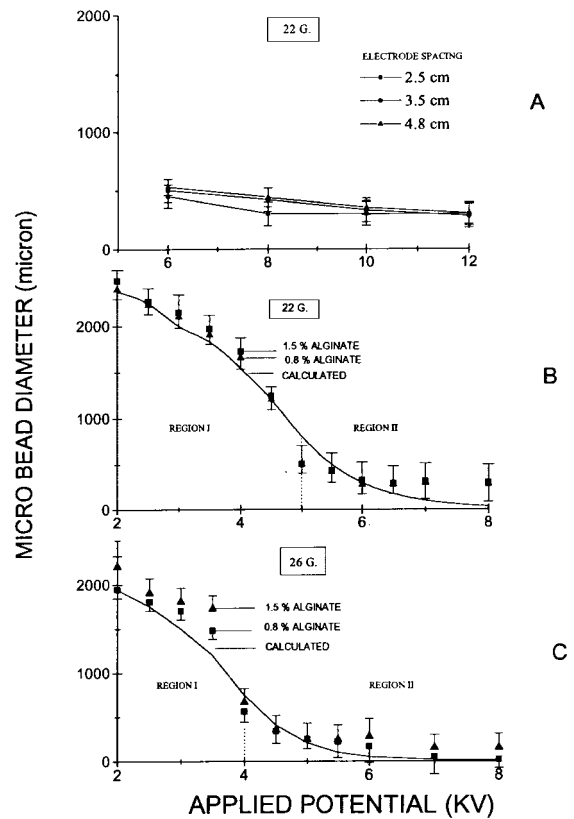 MICRO BEAD DIAMETER (micron)
2000
1000
0
22 G.
ELECTRODE SPACING
2.5 cm
3.5 cm
4.8 cm
A
6
8
10
12
2000
1000
0
22 G.
1.5 % ALGINATE
0.8 % ALGINATE
CALCULATED
REGION I
REGION II
B
2
4
6
8
2000
1000
0
26 G.
1.5 % ALGINATE
0.8 % ALGINATE
CALCULATED
REGION I
REGION II
C
2
4
6
8
APPLIED POTENTIAL (KV)